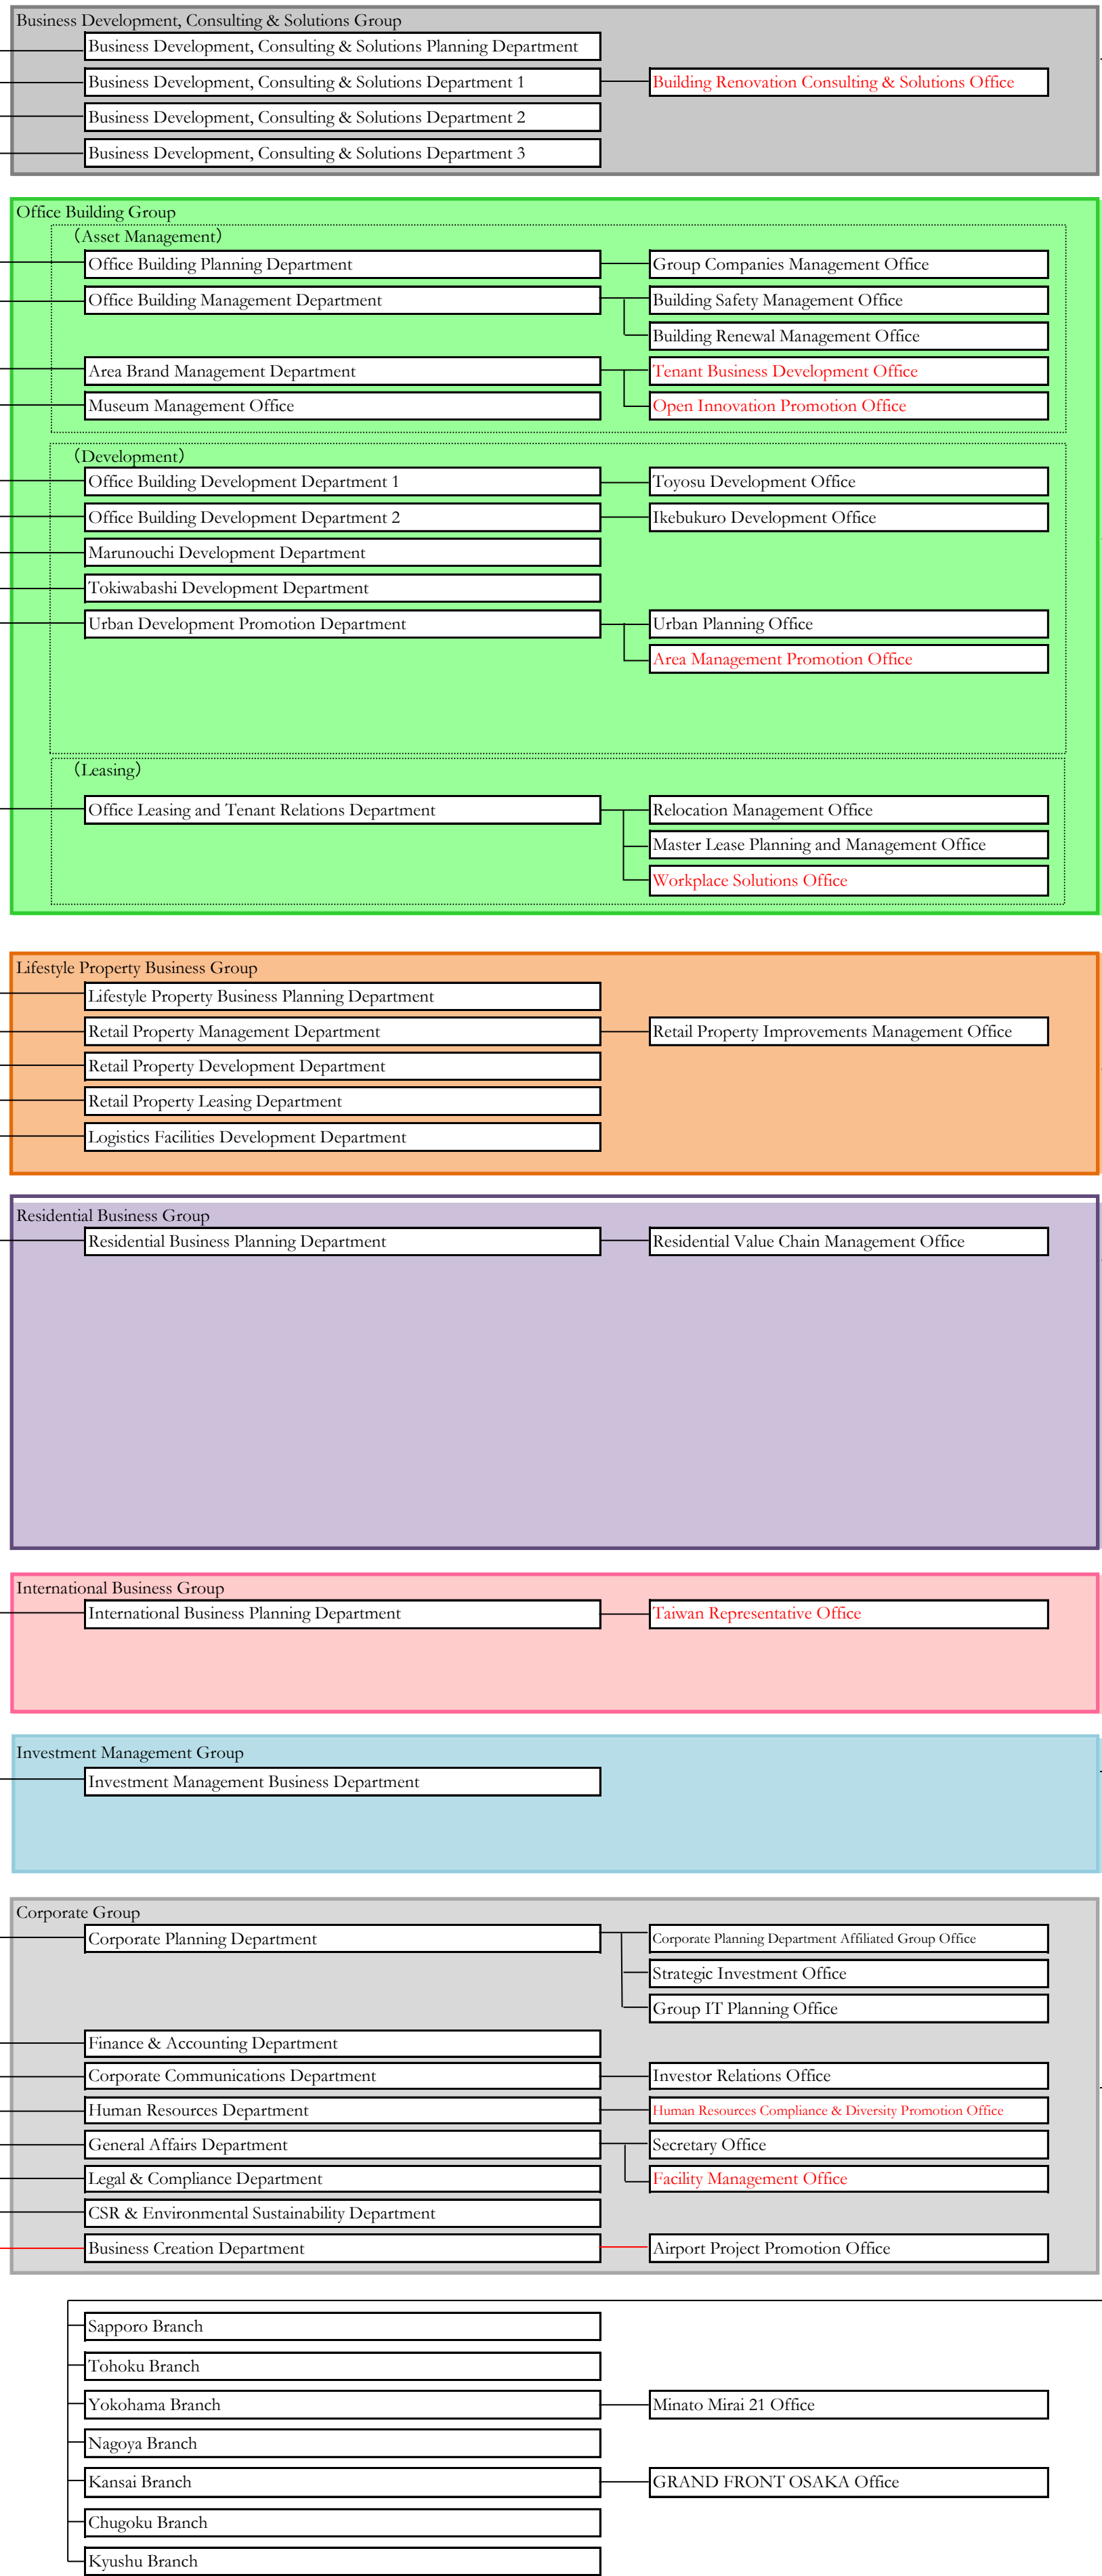 Business Development, Consulting & Solutions Group
Business Development, Consulting & Solutions Planning Department
Business Development, Consulting & Solutions Department 1
Building Renovation Consulting & Solutions Office
Business Development, Consulting & Solutions Department 2
Business Development, Consulting & Solutions Department 3
Office Building Group
（Asset Management）
Office Building Planning Department
Group Companies Management Office
Office Building Management Department
Building Safety Management Office
Building Renewal Management Office
Area Brand Management Department
Tenant Business Development Office
Museum Management Office
Open Innovation Promotion Office
（Development）
Office Building Development Department 1
Toyosu Development Office
Office Building Development Department 2
Ikebukuro Development Office
Marunouchi Development Department
Tokiwabashi Development Department
Urban Development Promotion Department
Urban Planning Office
Area Management Promotion Office
（Leasing）
Office Leasing and Tenant Relations Department
Relocation Management Office
Master Lease Planning and Management Office
Workplace Solutions Office
Lifestyle Property Business Group
Lifestyle Property Business Planning Department
Retail Property Management Department
Retail Property Improvements Management Office
Retail Property Development Department
Retail Property Leasing Department
Logistics Facilities Development Department
Residential Business Group
Residential Business Planning Department
Residential Value Chain Management Office
International Business Group
International Business Planning Department
Taiwan Representative Office
Investment Management Group
Investment Management Business Department
Corporate Group
Corporate Planning Department
Corporate Planning Department Affiliated Group Office
Strategic Investment Office
Group IT Planning Office
Finance & Accounting Department
Corporate Communications Department
Investor Relations Office
Human Resources Department
Human Resources Compliance & Diversity Promotion Office
General Affairs Department
Secretary Office
Legal & Compliance Department
Facility Management Office
CSR & Environmental Sustainability Department
Business Creation Department
Airport Project Promotion Office
Sapporo Branch
Tohoku Branch
Yokohama Branch
Minato Mirai 21 Office
Nagoya Branch
Kansai Branch
GRAND FRONT OSAKA Office
Chugoku Branch
Kyushu Branch